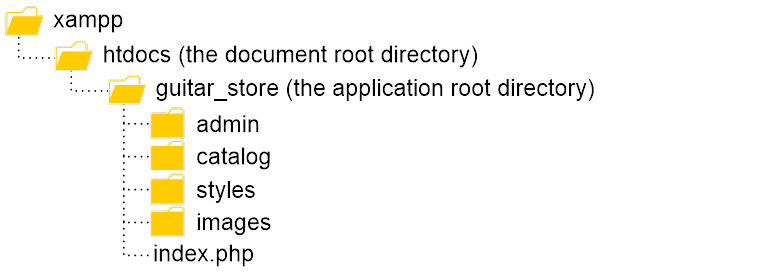 xampp
htdocs (the document root directory)
guitar_store (the application root directory)
admin
catalog
styles
images
index.php